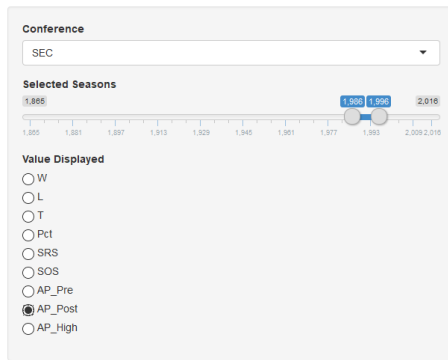 Conference
SEC
Selected Seasons
1,865 1,986 1,996 2,016
1,865 1,881 1,897 1,913 1,929 1,945 1,961 1,977 1,993 2,009 2,016
Value Displayed
W
L
T
Pct
SRS
SOS
AP_Pre
AP_Post
AP_High